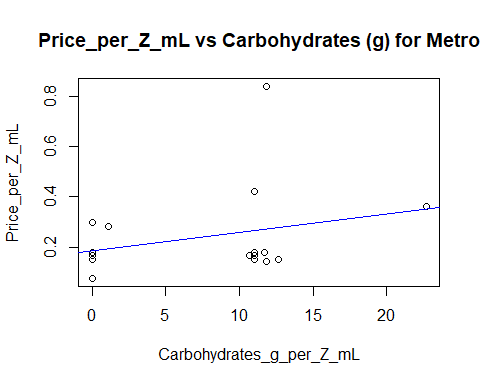 Price_per_Z_mL vs Carbohydrates (g) for Metro
Price_per_Z_mL
0.2 0.4 0.6 0.8
0 5 10 15 20
Carbohydrates_g_per_Z_mL